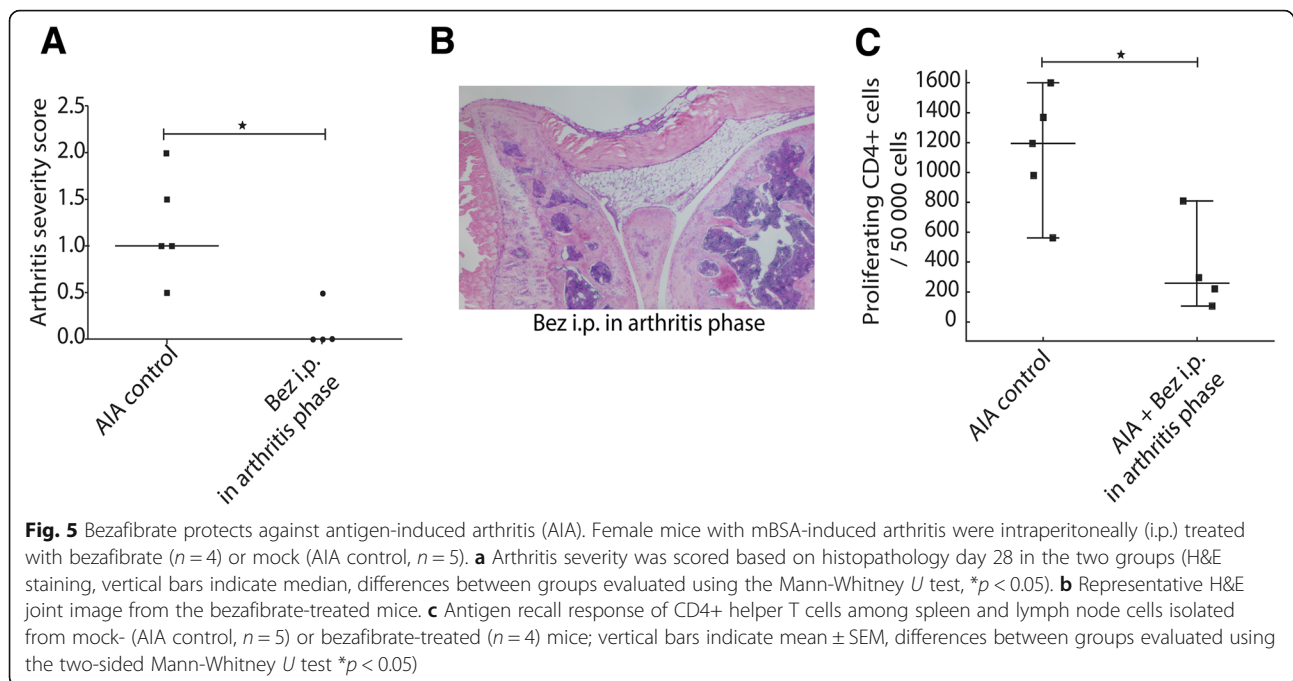 A
B
C
Arthritis severity score
2.5
2.0
1.5
1.0
0.5
0.0
★
AIA control
Bez i.p.
in arthritis phase
Bez i.p. in arthritis phase
Proliferating CD4+ cells
/ 50 000 cells
1600
1400
1200
1000
800
600
400
200
0
★
AIA control
AIA + Bez i.p.
in arthritis phase
Fig. 5 Bezafibrate protects against antigen-induced arthritis (AIA). Female mice with mBSA-induced arthritis were intraperitoneally (i.p.) treated
with bezafibrate (n = 4) or mock (AIA control, n = 5). a Arthritis severity was scored based on histopathology day 28 in the two groups (H&E
staining, vertical bars indicate median, differences between groups evaluated using the Mann-Whitney U test, *p < 0.05). b Representative H&E
joint image from the bezafibrate-treated mice. c Antigen recall response of CD4+ helper T cells among spleen and lymph node cells isolated
from mock- (AIA control, n = 5) or bezafibrate-treated (n = 4) mice; vertical bars indicate mean ± SEM, differences between groups evaluated using
the two-sided Mann-Whitney U test *p < 0.05)